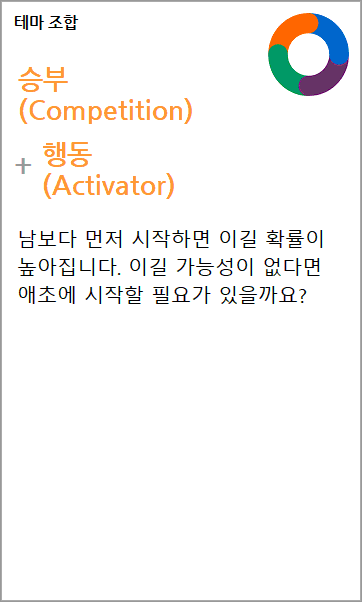 테마 조합
승부
(Competition)
+ 행동
(Activator)
남보다 먼저 시작하면 이길 확률이
높아집니다. 이길 가능성이 없다면
애초에 시작할 필요가 있을까요?